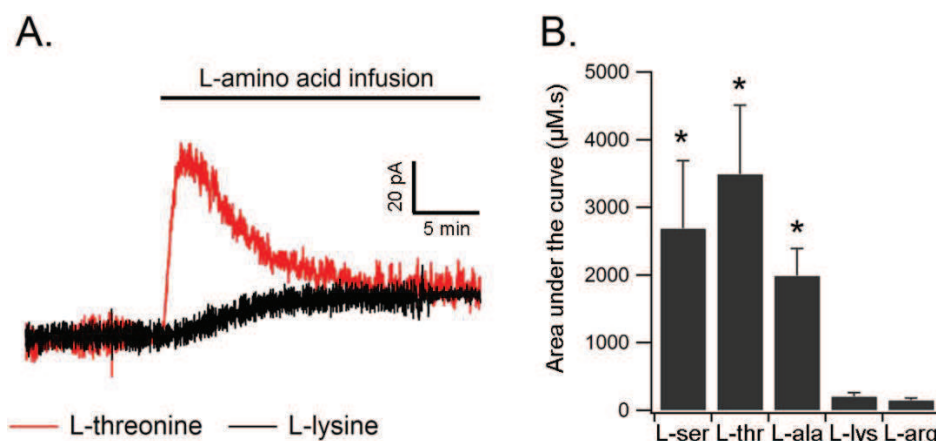 A.
L-amino acid infusion
20 pA
5 min
L-threonine
L-lysine
B.
Area under the curve (µM.s)
5000
4000
3000
2000
1000
0
*
*
*
L-ser L-thr L-ala L-lys L-arg